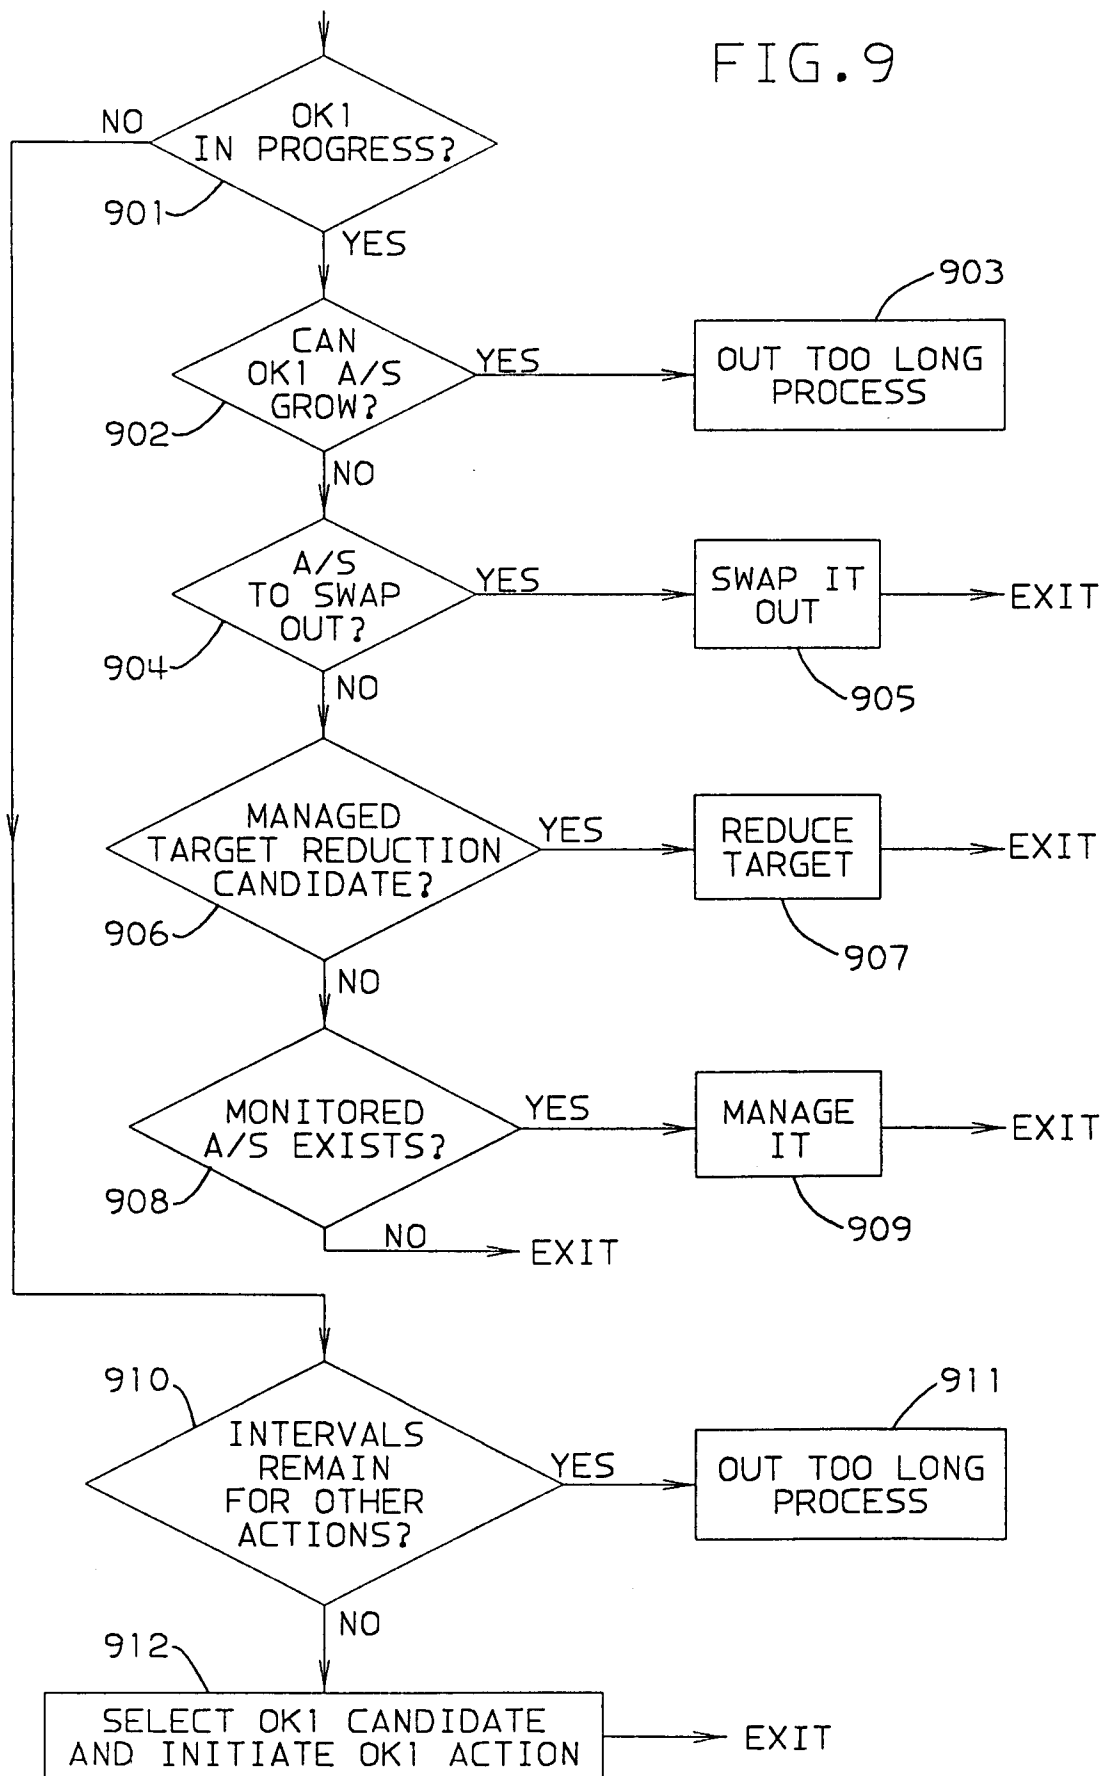 FIG.9
OK1
IN PROGRESS?
NO
901
YES
CAN
OK1 A/S
GROW?
902
YES
903
OUT TOO LONG
PROCESS
NO
A/S
TO SWAP
OUT?
904
YES
SWAP IT
OUT
905
EXIT
NO
MANAGED
TARGET REDUCTION
CANDIDATE?
906
YES
REDUCE
TARGET
907
EXIT
NO
MONITORED
A/S EXISTS?
908
YES
MANAGE
IT
909
EXIT
NO
EXIT
910
INTERVALS
REMAIN
FOR OTHER
ACTIONS?
YES
911
OUT TOO LONG
PROCESS
NO
912
SELECT OK1 CANDIDATE
AND INITIATE OK1 ACTION
EXIT